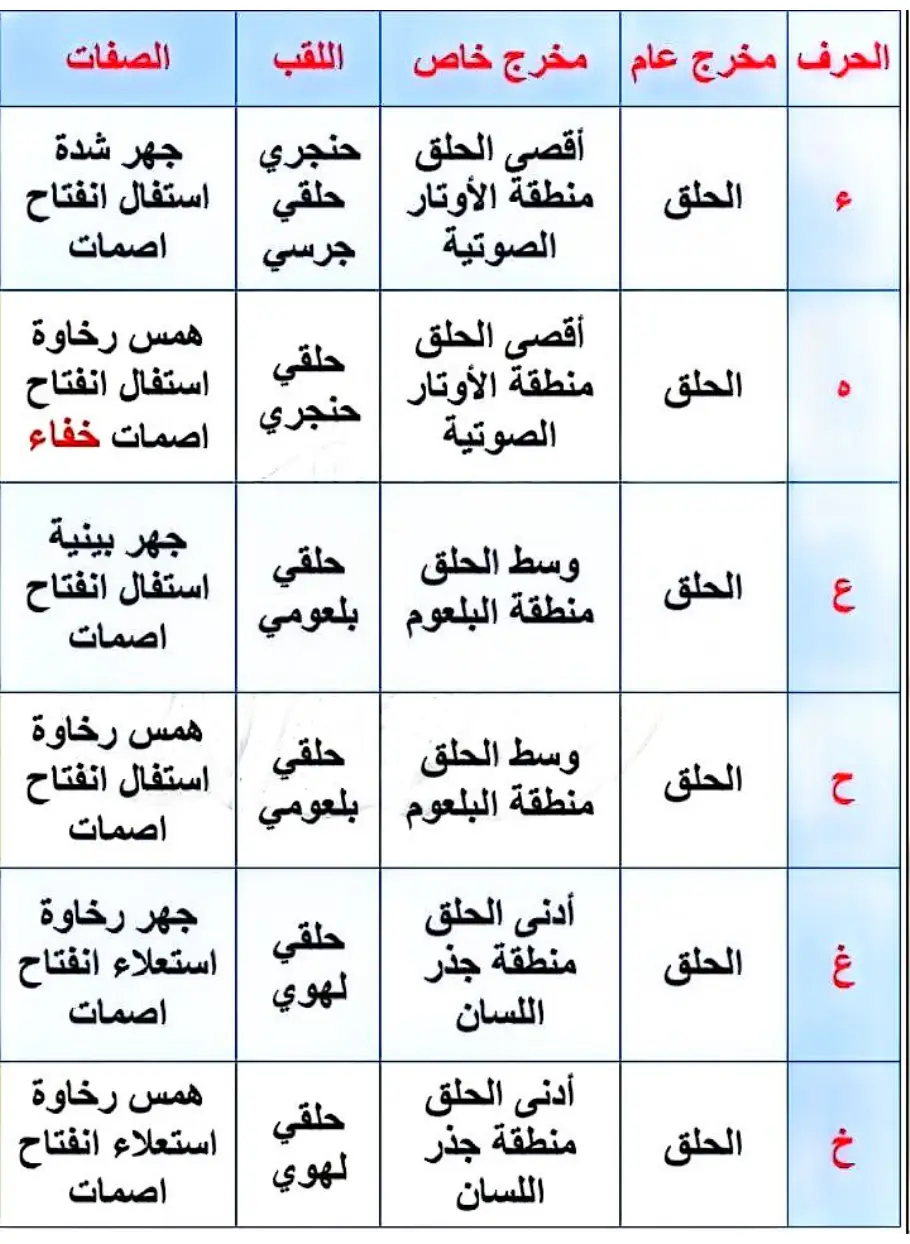 الحرف مخرج عام مخرج خاص اللقب الصفات
ء
الحلق
أقصى الحلق
منطقة الأوتار
الصوتية
حنجري
حلقي
جرسي
جهر شدة
استفال انفتاح
اصمات
ه
الحلق
أقصى الحلق
منطقة الأوتار
الصوتية
حلقي
حنجري
همس رخاوة
استفال انفتاح
اصمات خفاء
ع
الحلق
وسط الحلق
منطقة البلعوم
حلقي
بلعومي
جهر بينية
استفال انفتاح
اصمات
ح
الحلق
وسط الحلق
منطقة البلعوم
حلقي
بلعومي
همس رخاوة
استفال انفتاح
اصمات
غ
الحلق
أدنى الحلق
منطقة جذر
اللسان
حلقي
لهوي
جهر رخاوة
استعلاء انفتاح
اصمات
خ
الحلق
أدنى الحلق
منطقة جذر
اللسان
حلقي
لهوي
همس رخاوة
استعلاء انفتاح
اصمات